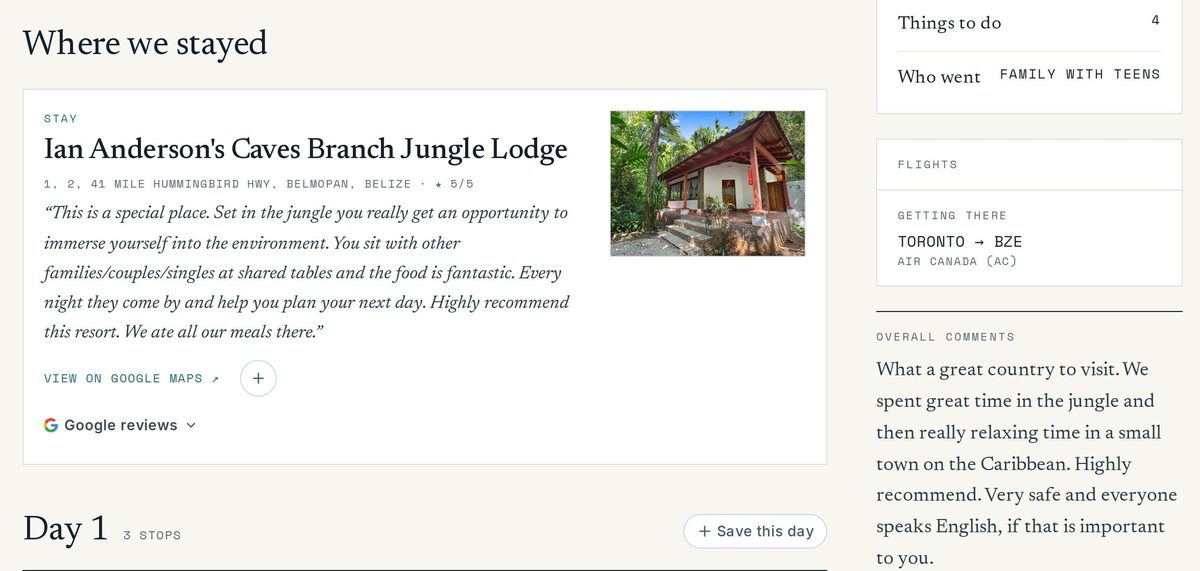 Where we stayed
STAY
Ian Anderson's Caves Branch Jungle Lodge
1, 2, 41 MILE HUMMINGBIRD HWY, BELMOPAN, BELIZE · ★ 5/5
“This is a special place. Set in the jungle you really get an opportunity to
immerse yourself into the environment. You sit with other
families/couples/singles at shared tables and the food is fantastic. Every
night they come by and help you plan your next day. Highly recommend
this resort. We ate all our meals there.”
VIEW ON GOOGLE MAPS ↗ +
Google reviews
Day 1 3 STOPS + Save this day
Things to do 4
Who went FAMILY WITH TEENS
FLIGHTS
GETTING THERE
TORONTO → BZE
AIR CANADA (AC)
OVERALL COMMENTS
What a great country to visit. We
spent great time in the jungle and
then really relaxing time in a small
town on the Caribbean. Highly
recommend. Very safe and everyone
speaks English, if that is important
to you.